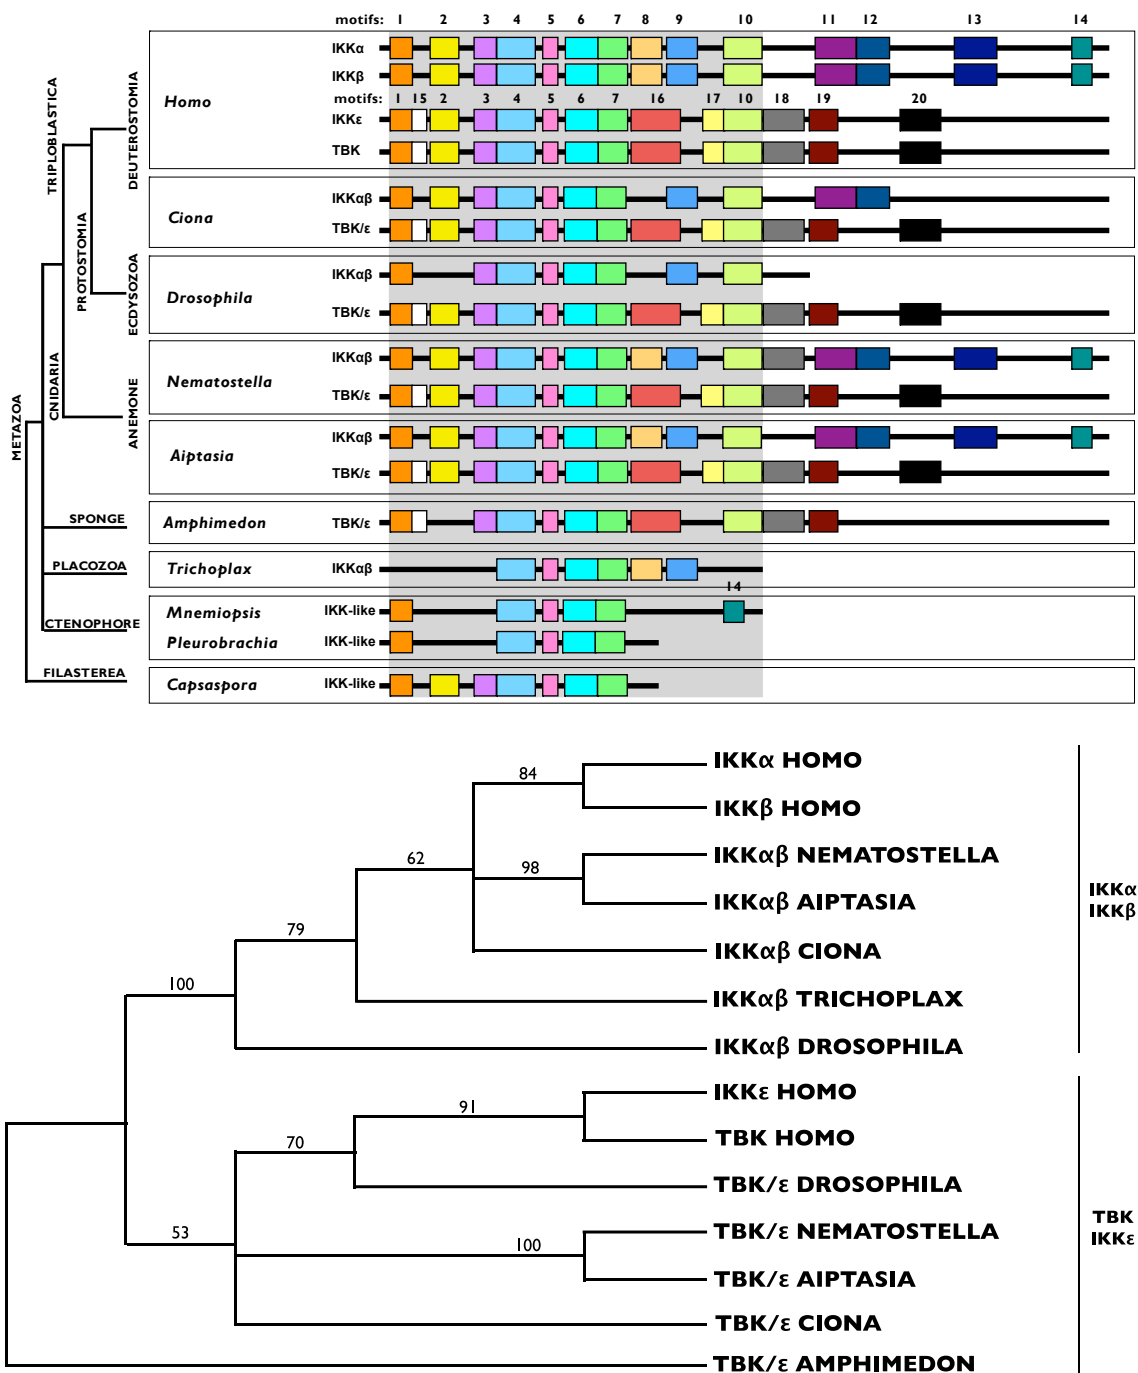 motifs: 1 2 3 4 5 6 7 8 9 10 11 12 13 14
IKKα
IKKβ
Homo
motifs: 1 15 2 3 4 5 6 7 16 17 10 18 19 20
IKKε
TBK
IKKαβ
Ciona
TBK/ε
IKKαβ
Drosophila
TBK/ε
IKKαβ
Nematostella
TBK/ε
IKKαβ
Aiptasia
TBK/ε
Amphimedon TBK/ε
Trichoplax IKKαβ
14
Mnemiopsis IKK-like
Pleurobrachia IKK-like
Capsaspora IKK-like
METAZOA
CNIDARIA
TRIPLOBLASTICA
PROTOSTOMIA
DEUTEROSTOMIA
ECDYSOZOA
ANEMONE
SPONGE
PLACOZOA
CTENOPHORE
FILASTEREA
IKKα HOMO
84
IKKβ HOMO
62
IKKαβ NEMATOSTELLA
98
IKKαβ AIPTASIA
IKKα
IKKβ
79
IKKαβ CIONA
100
IKKαβ TRICHOPLAX
IKKαβ DROSOPHILA
IKKε HOMO
91
TBK HOMO
70
TBK/ε DROSOPHILA
TBK
IKKε
53
TBK/ε NEMATOSTELLA
100
TBK/ε AIPTASIA
TBK/ε CIONA
TBK/ε AMPHIMEDON